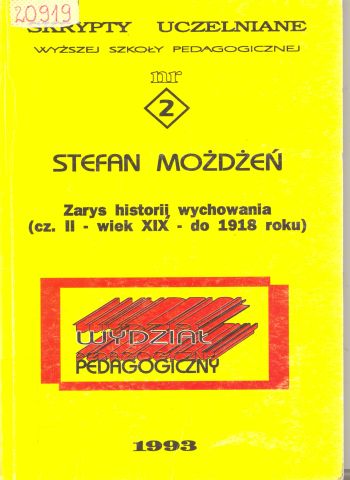 20919
SKRYPTY UCZELNIANE
WYŻSZEJ SZKOŁY PEDAGOGICZNEJ
nr
2
STEFAN MOŻDŻEŃ
Zarys historii wychowania
(cz. II - wiek XIX - do 1918 roku)
WYDZIAŁ
PEDAGOGICZNY
1993